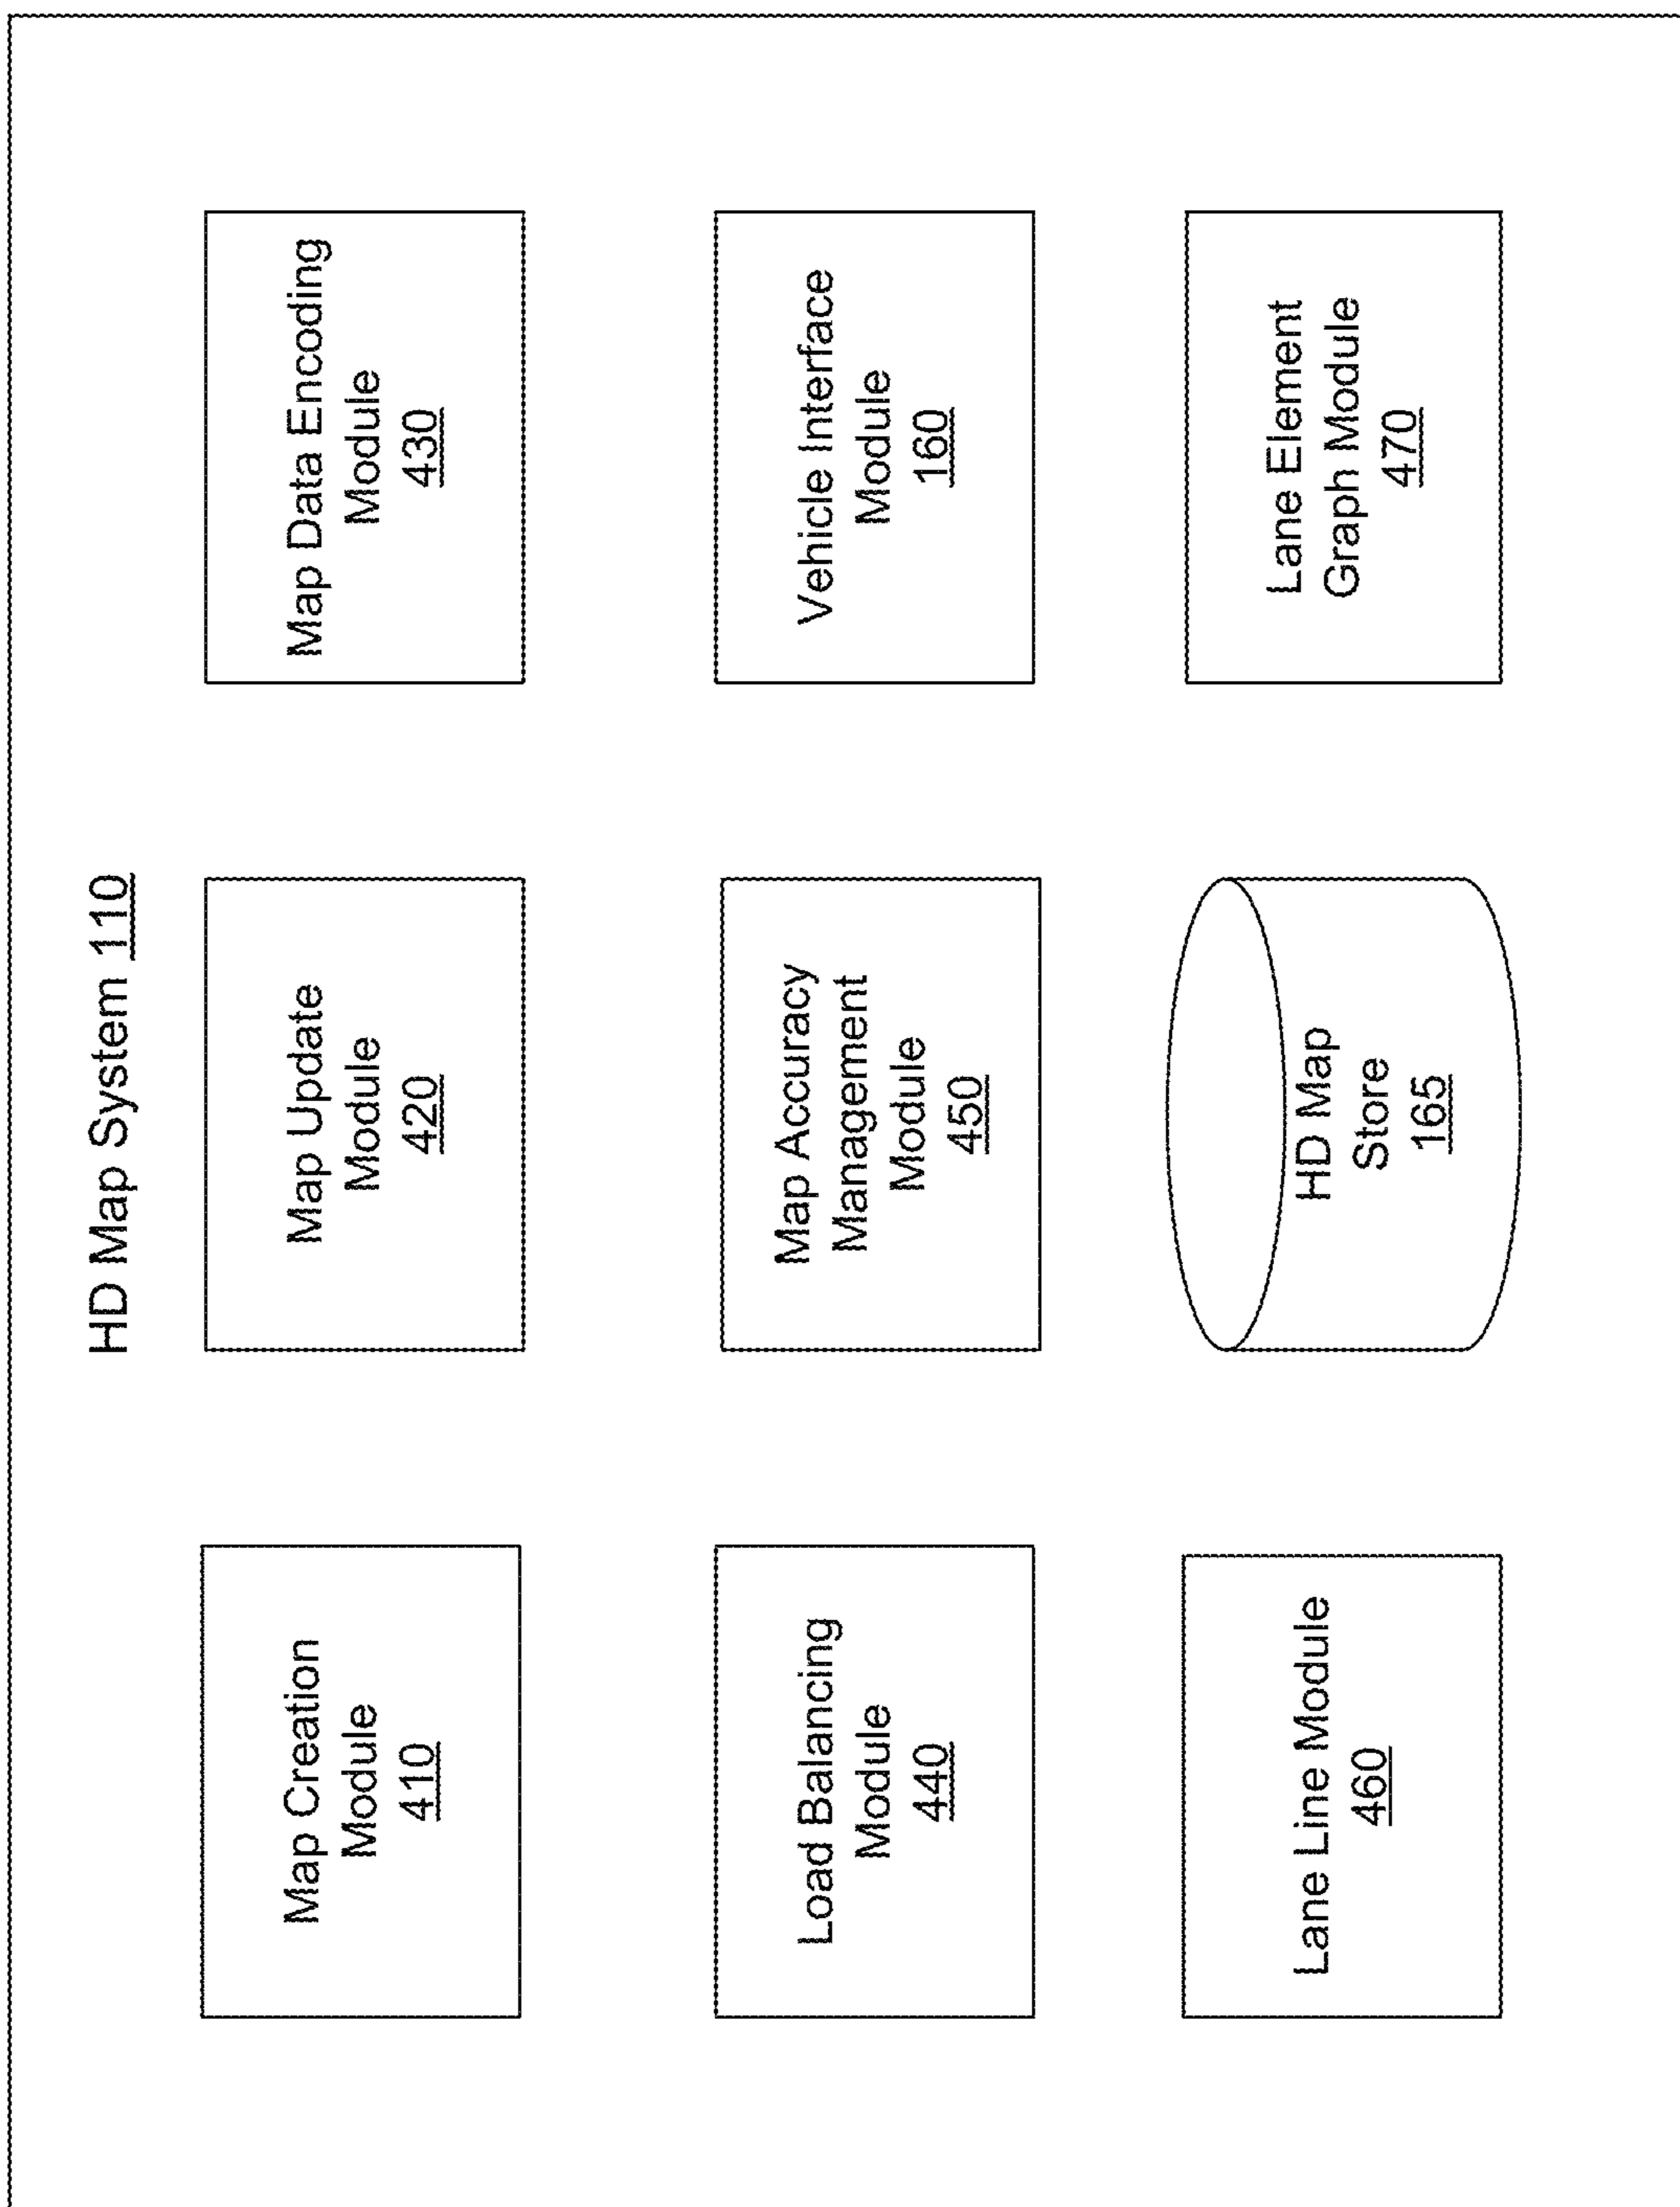 HD Map System 110
Map Creation
Module
410
Map Update
Module
420
Map Data Encoding
Module
430
Load Balancing
Module
440
Map Accuracy
Management
Module
450
Vehicle Interface
Module
160
Lane Line Module
460
HD Map
Store
165
Lane Element
Graph Module
470